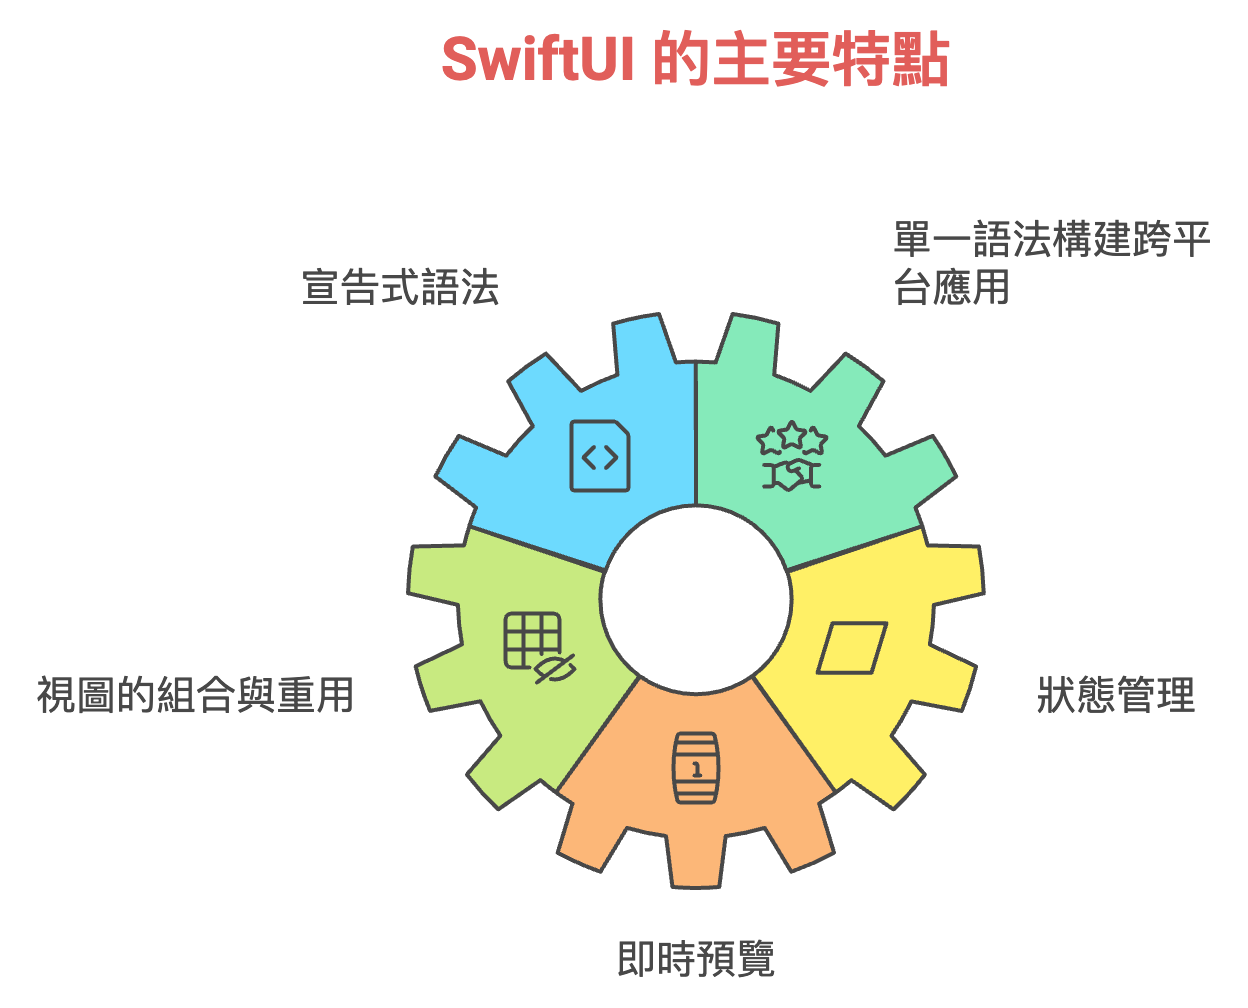 SwiftUI 的主要特點
單一語法構建跨平
台應用
宣告式語法
視圖的組合與重用
狀態管理
1
即時預覽